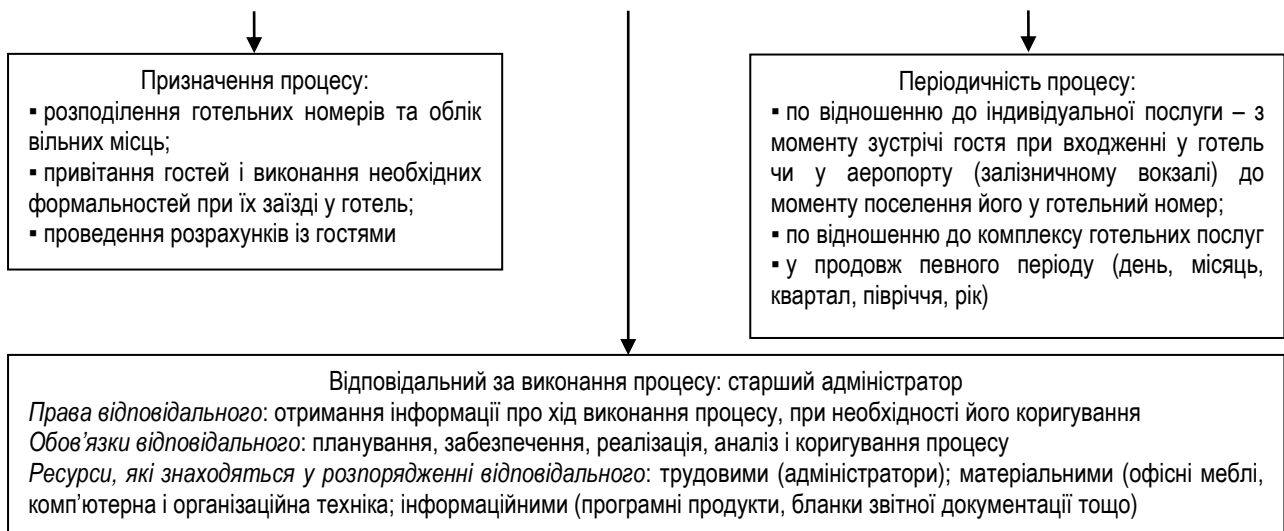 Призначення процесу:
▪ розподілення готельних номерів та облік
вільних місць;
▪ привітання гостей і виконання необхідних
формальностей при їх заїзді у готель;
▪ проведення розрахунків із гостями
Періодичність процесу:
▪ по відношенню до індивідуальної послуги – з
моменту зустрічі гостя при входженні у готель
чи у аеропорту (залізничному вокзалі) до
моменту поселення його у готельний номер;
▪ по відношенню до комплексу готельних послуг
▪ у продовж певного періоду (день, місяць,
квартал, півріччя, рік)
Відповідальний за виконання процесу: старший адміністратор
Права відповідального: отримання інформації про хід виконання процесу, при необхідності його коригування
Обов'язки відповідального: планування, забезпечення, реалізація, аналіз і коригування процесу
Ресурси, які знаходяться у розпорядженні відповідального: трудовими (адміністратори); матеріальними (офісні меблі,
комп’ютерна і організаційна техніка; інформаційними (програмні продукти, бланки звітної документації тощо)